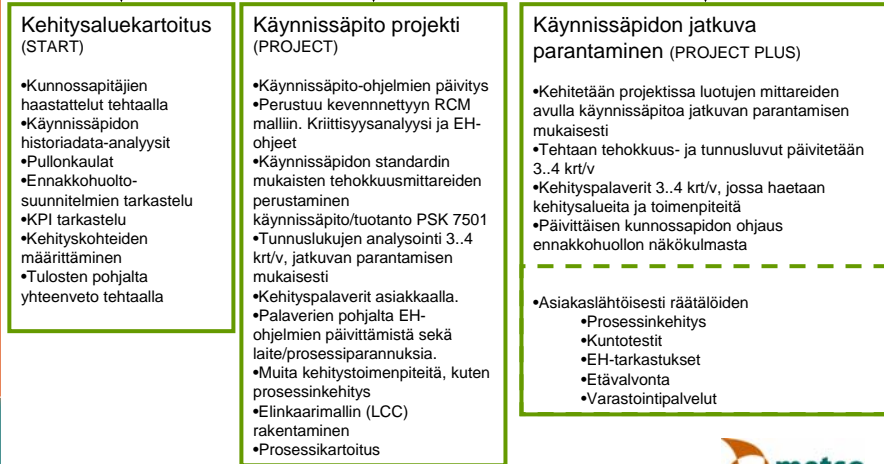 Kehitysaluekartoitus
(START)
•Kunnossapitäjien
haastattelut tehtaalla
•Käynnissäpidon
historiadata-analyysit
•Pullonkaulat
•Ennakkohuolto-
suunnitelmien tarkastelu
•KPI tarkastelu
•Kehityskohteiden
määrittäminen
•Tulosten pohjalta
yhteenveto tehtaalla
Käynnissäpito projekti
(PROJECT)
•Käynnissäpito-ohjelmien päivitys
•Perustuu kevennnettyyn RCM
malliin. Kriittisyysanalyysi ja EH-
ohjeet
•Käynnissäpidon standardin
mukaisten tehokkuusmittareiden
perustaminen
käynnissäpito/tuotanto PSK 7501
•Tunnuslukujen analysointi 3..4
krt/v, jatkuvan parantamisen
mukaisesti
•Kehityspalaverit asiakkaalla.
•Palaverien pohjalta EH-
ohjelmien päivittämistä sekä
laite/prosessiparannuksia.
•Muita kehitystoimenpiteitä, kuten
prosessinkehitys
•Elinkaarimallin (LCC)
rakentaminen
•Prosessikartoitus
Käynnissäpidon jatkuva
parantaminen (PROJECT PLUS)
•Kehitetään projektissa luotujen mittareiden
avulla käynnissäpitoa jatkuvan parantamisen
mukaisesti
•Tehtaan tehokkuus- ja tunnusluvut päivitetään
3..4 krt/v
•Kehityspalaverit 3..4 krt/v, jossa haetaan
kehitysalueita ja toimenpiteitä
•Päivittäisen kunnossapidon ohjaus
ennakkohuollon näkökulmasta
•Asiakaslähtöisesti räätälöiden
•Prosessinkehitys
•Kuntotestit
•EH-tarkastukset
•Etävalvonta
•Varastointipalvelut
metso